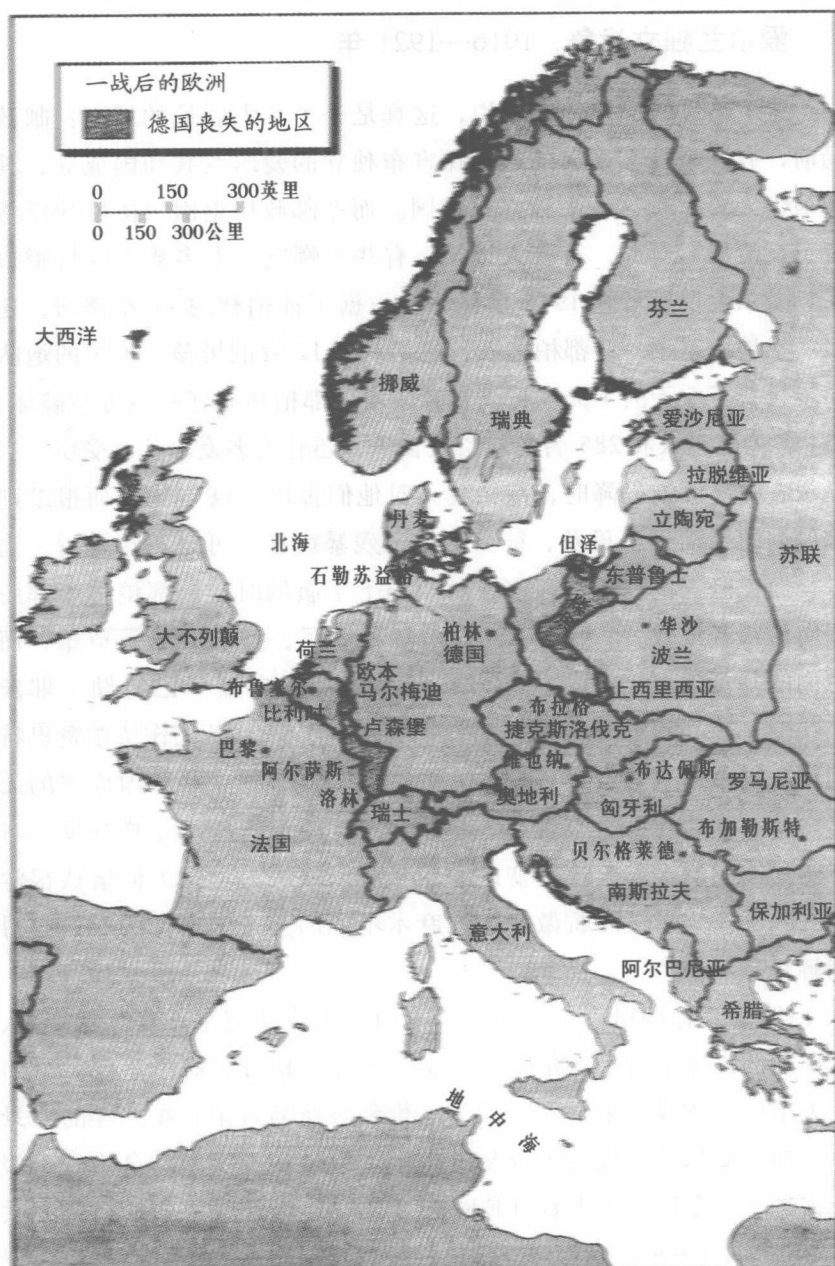 一战后的欧洲
德国丧失的地区
0 150 300英里
0 150 300公里
大西洋
芬兰
挪威
瑞典
爱沙尼亚
拉脱维亚
立陶宛
苏联
北海
丹麦
但泽
石勒苏益格
东普鲁士
大不列颠
荷兰
柏林
德国
华沙
波兰
欧本
马尔梅迪
上西里西亚
布鲁塞尔
比利时
卢森堡
布拉格
捷克斯洛伐克
巴黎
阿尔萨斯
洛林
维也纳
奥地利
布达佩斯
匈牙利
罗马尼亚
瑞士
法国
贝尔格莱德
布加勒斯特
南斯拉夫
保加利亚
意大利
阿尔巴尼亚
希腊
地中海